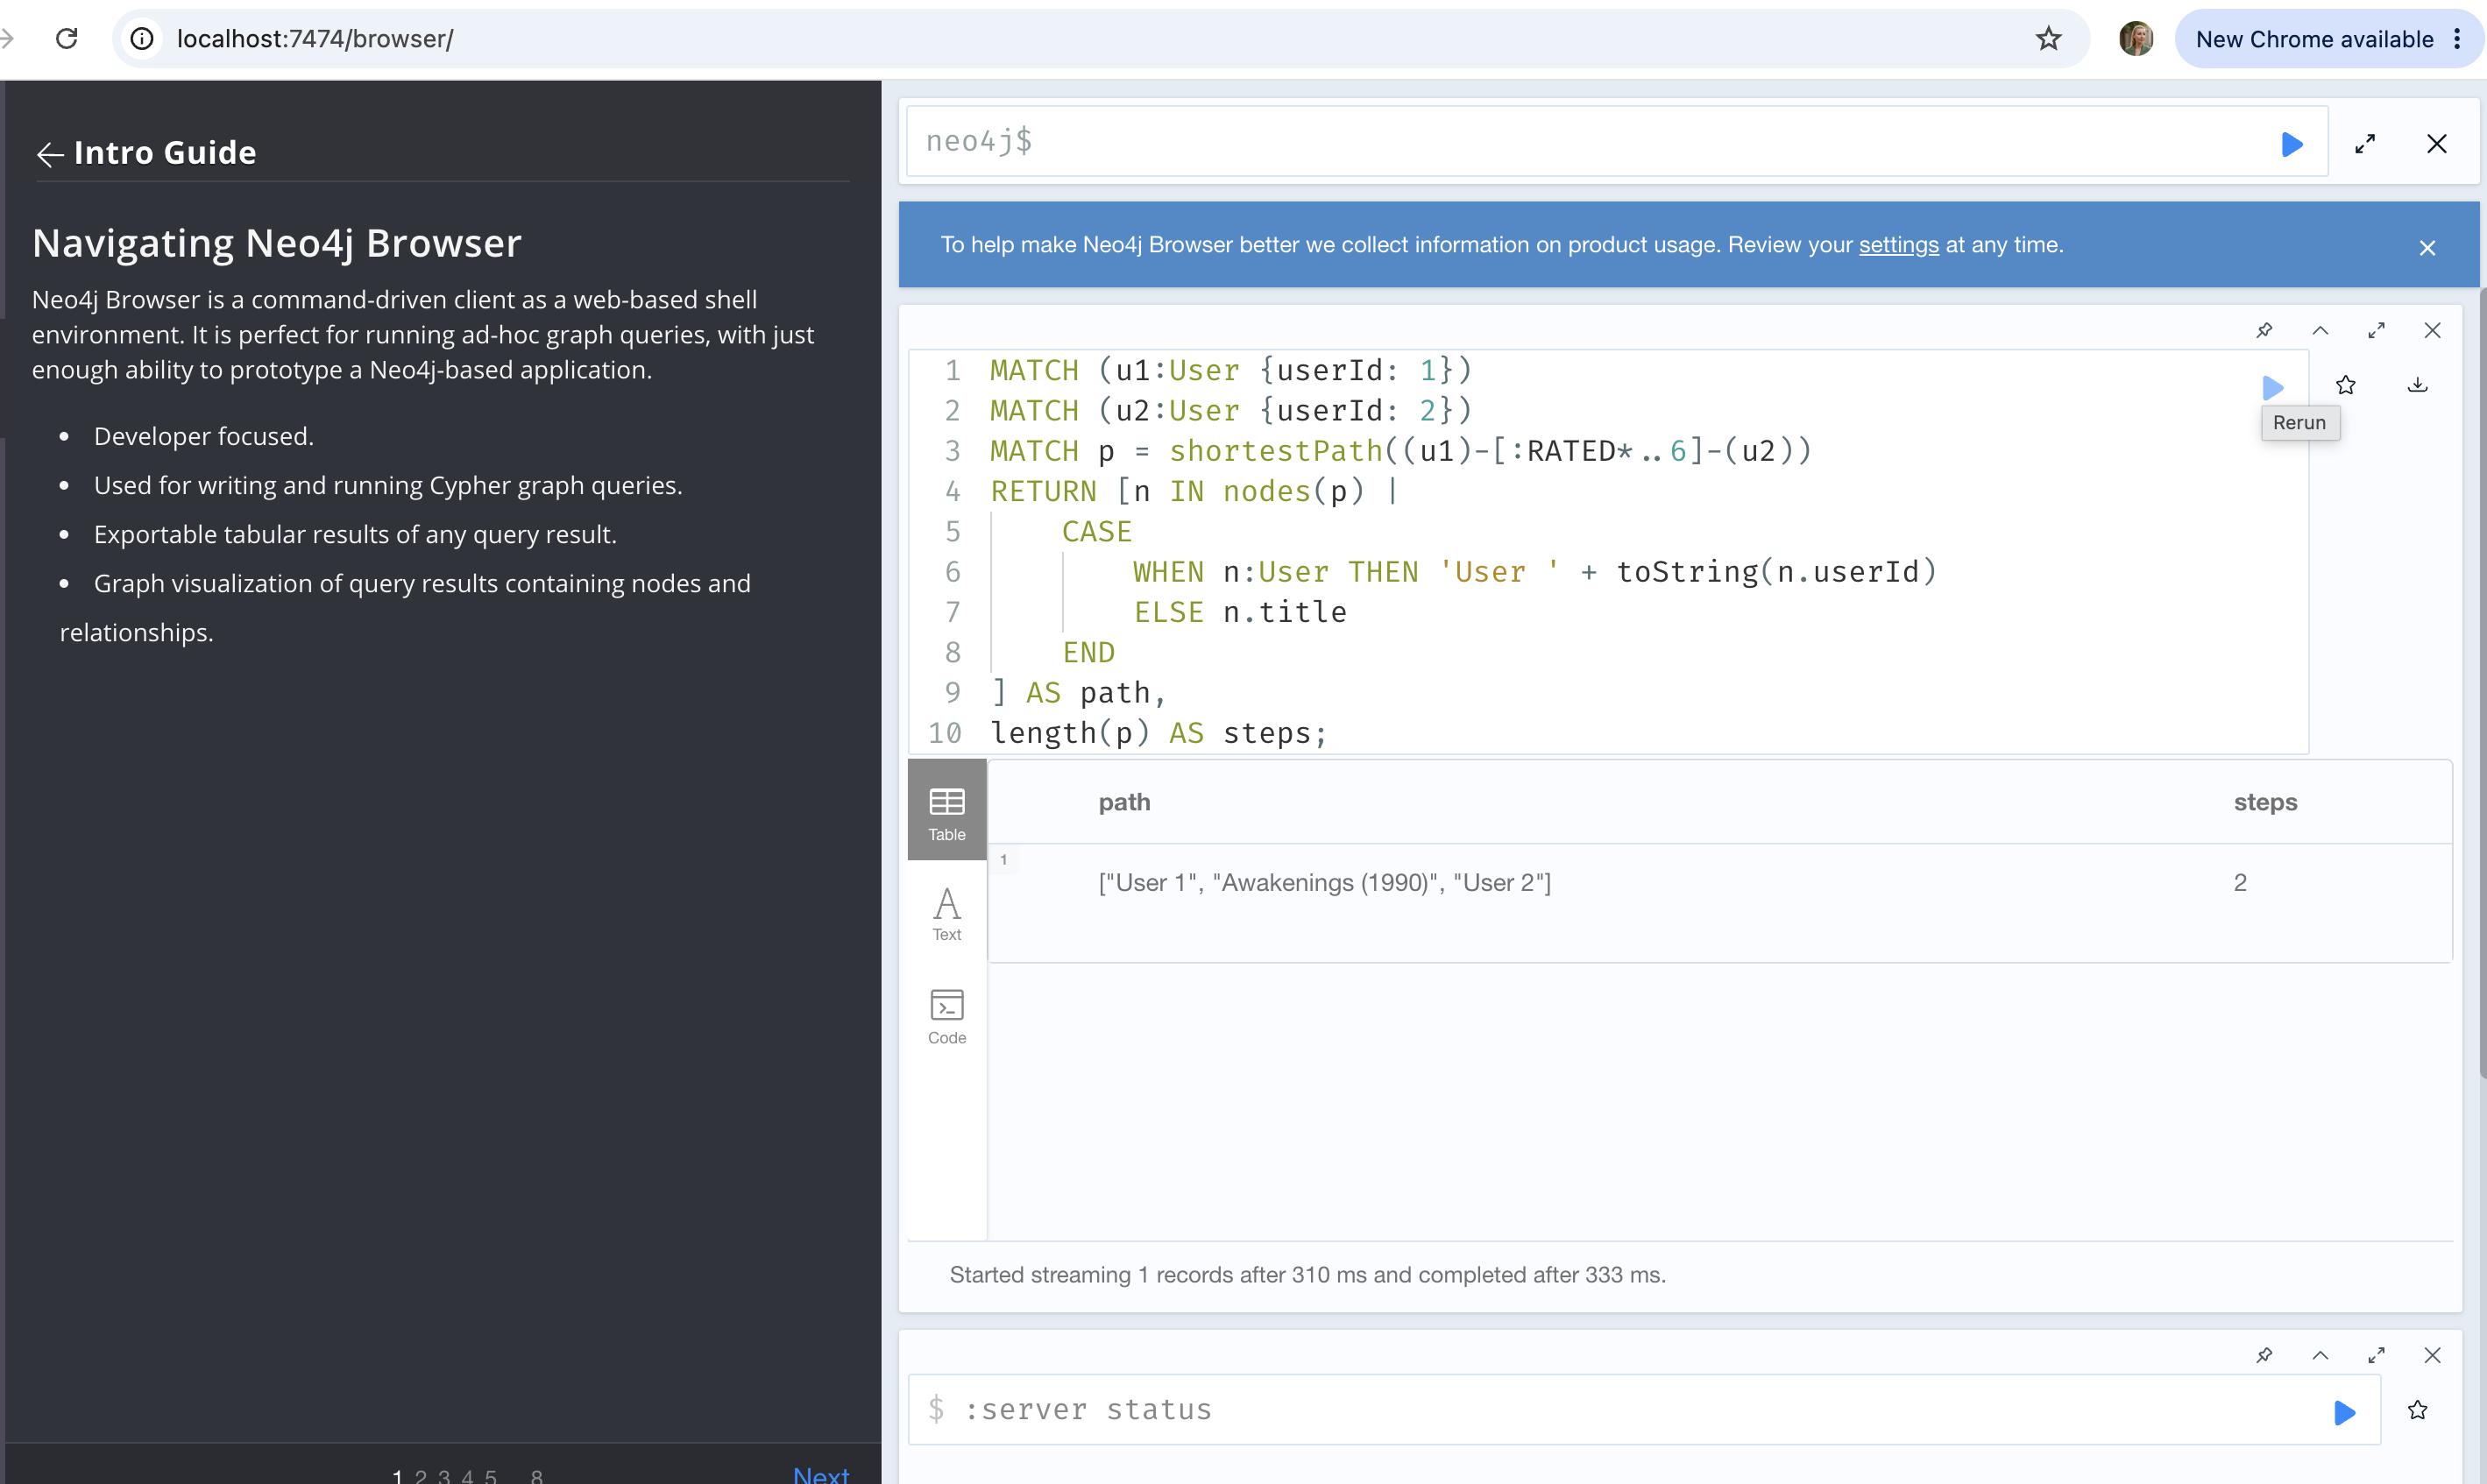 localhost:7474/browser/
New Chrome available
Intro Guide
Navigating Neo4j Browser
Neo4j Browser is a command-driven client as a web-based shell
environment. It is perfect for running ad-hoc graph queries, with just
enough ability to prototype a Neo4j-based application.
• Developer focused.
• Used for writing and running Cypher graph queries.
• Exportable tabular results of any query result.
• Graph visualization of query results containing nodes and
relationships.
1 2 3 4 5 8
Next
neo4j$
To help make Neo4j Browser better we collect information on product usage. Review your settings at any time.
1 MATCH (u1:User {userId: 1})
2 MATCH (u2:User {userId: 2})
3 MATCH p = shortestPath((u1)-[:RATED*..6]-(u2))
4 RETURN [n IN nodes(p) |
5 CASE
6 WHEN n:User THEN 'User ' + toString(n.userId)
7 ELSE n.title
8 END
9 ] AS path,
10 length(p) AS steps;
Rerun
Table
Text
Code
path steps
1
["User 1", "Awakenings (1990)", "User 2"] 2
Started streaming 1 records after 310 ms and completed after 333 ms.
$ :server status